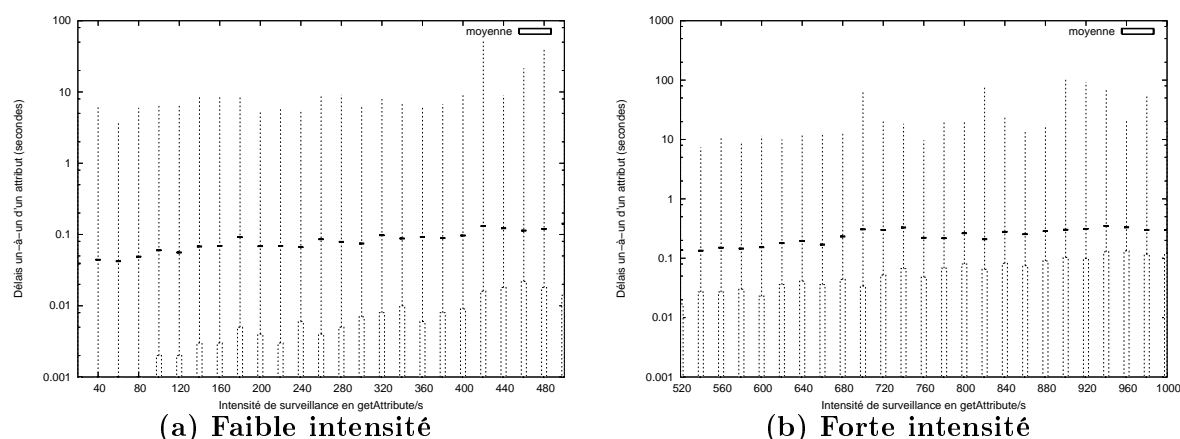 100
10
1
0.1
0.01
0.001
Délais un−à−un d'un attribut (secondes)
moyenne
40 80 120 160 200 240 280 320 360 400 440 480
Intensité de surveillance en getAttribute/s
(a) Faible intensité
1000
100
10
1
0.1
0.01
0.001
Délais un−à−un d'un attribut (secondes)
moyenne
520 560 600 640 680 720 760 800 840 880 920 960 1000
Intensité de surveillance en getAttribute/s
(b) Forte intensité